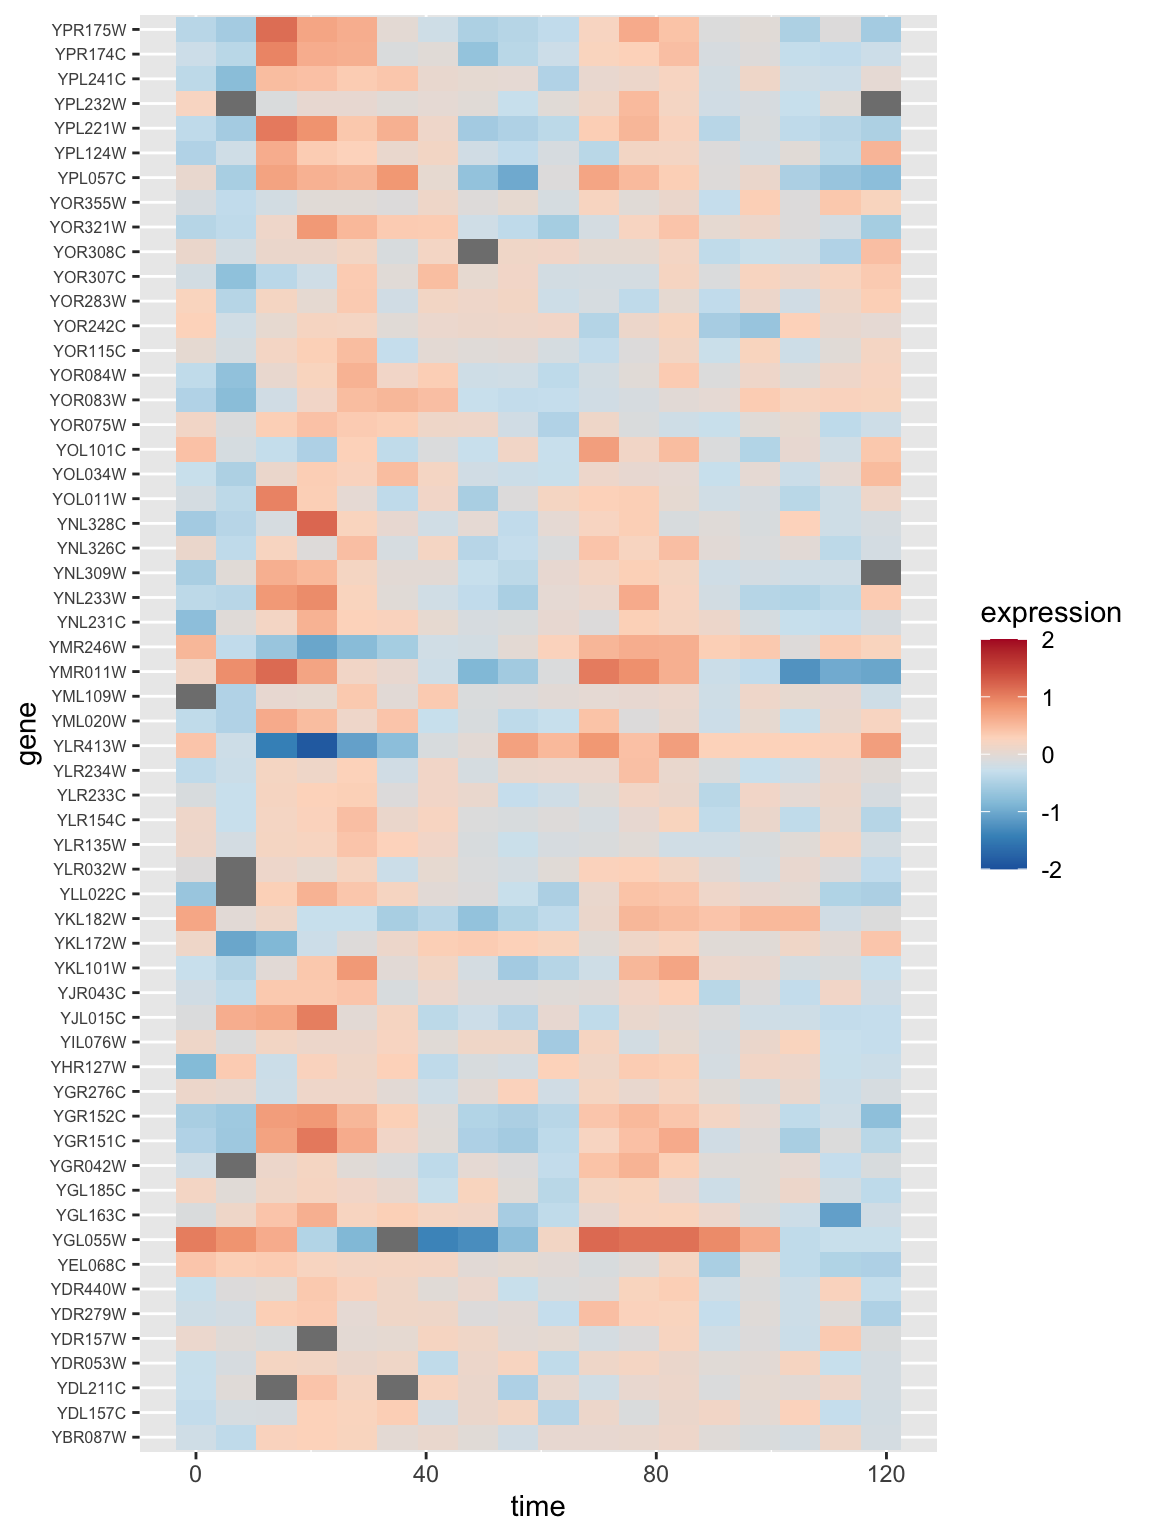 YPR175W
YPR174C
YPL241C
YPL232W
YPL221W
YPL124W
YPL057C
YOR355W
YOR321W
YOR308C
YOR307C
YOR283W
YOR242C
YOR115C
YOR084W
YOR083W
YOR075W
YOL101C
YOL034W
YOL011W
YNL328C
YNL326C
YNL309W
YNL233W
YNL231C
YMR246W
YMR011W
YML109W
YML020W
YLR413W
YLR234W
YLR233C
YLR154C
YLR135W
YLR032W
YLL022C
YKL182W
YKL172W
YKL101W
YJR043C
YJL015C
YIL076W
YHR127W
YGR276C
YGR152C
YGR151C
YGR042W
YGL185C
YGL163C
YGL055W
YEL068C
YDR440W
YDR279W
YDR157W
YDR053W
YDL211C
YDL157C
YBR087W
gene
0 40 80 120
time
expression
2
1
0
-1
-2